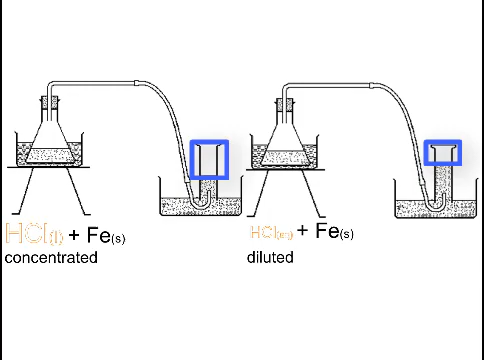 HCl(l) + Fe(s)
concentrated
HCl(aq) + Fe(s)
diluted